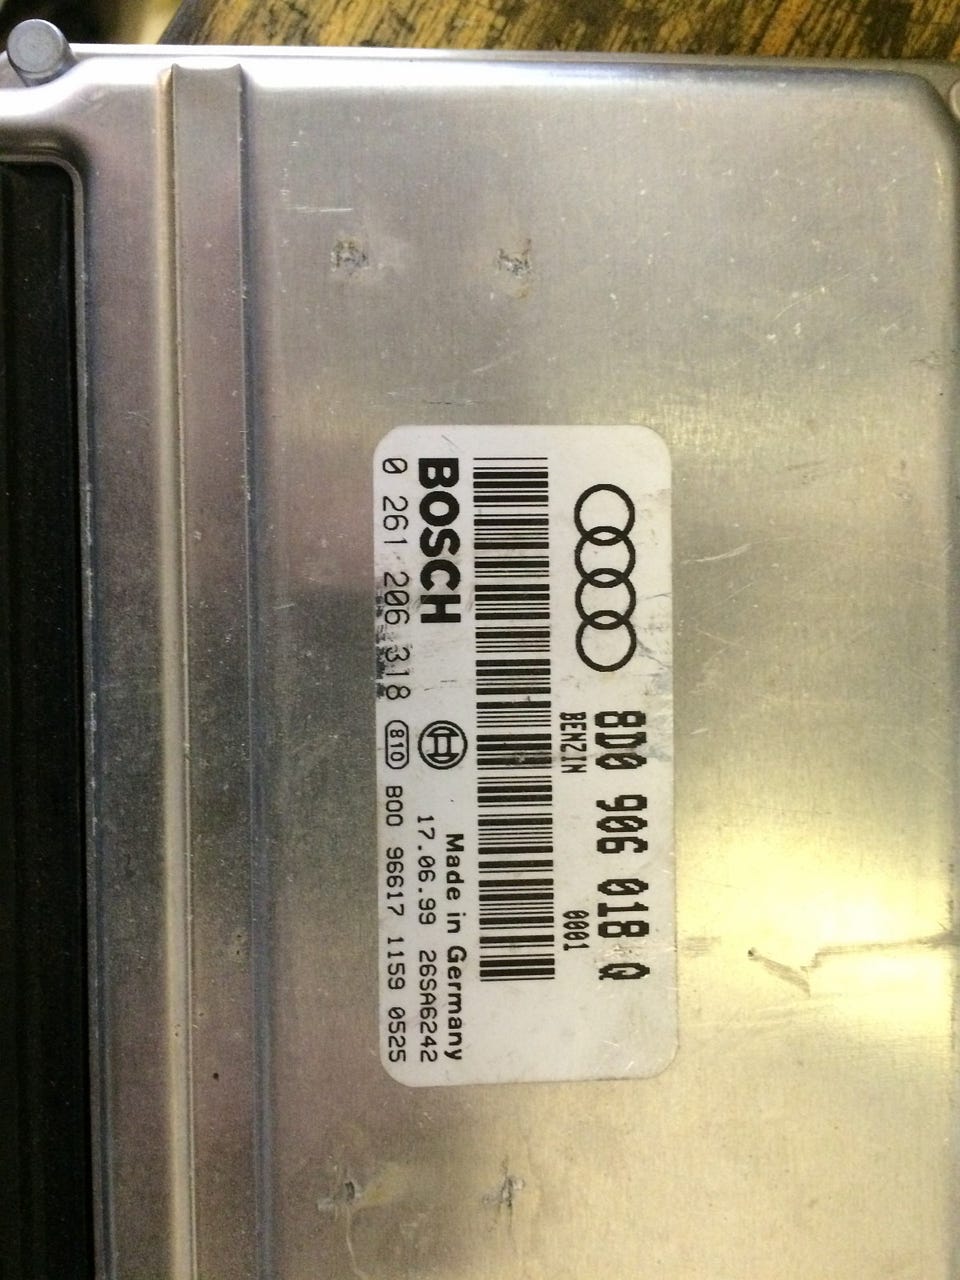 8D0 906 018 Q
BENZIN 0001
BOSCH Made in Germany
17.06.99 26SA6242
0 261 206 318 810 800 96617 1159 0525